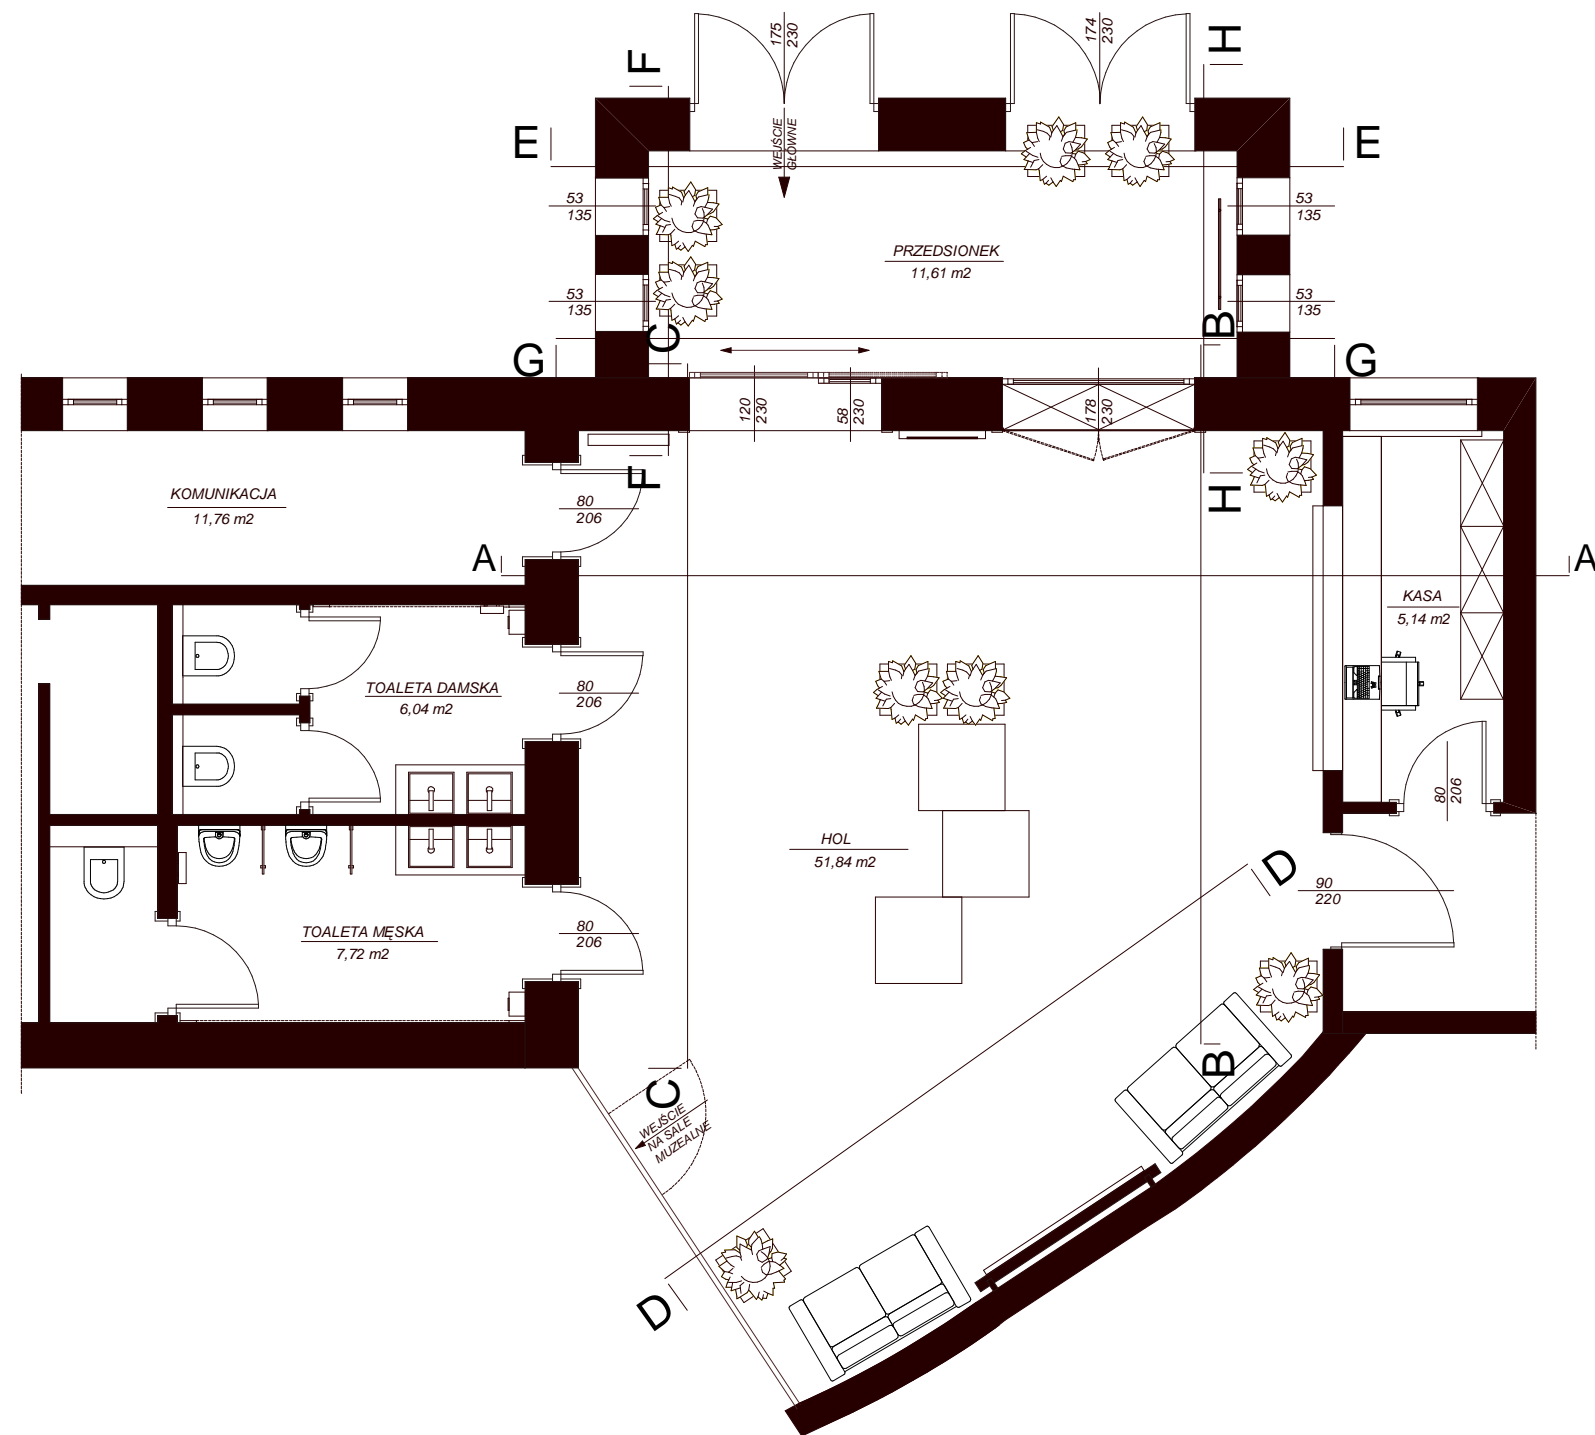 175
230
174
230
F
H
E
E
WEJŚCIE
GŁÓWNE
53
135
53
135
PRZEDSIONEK
11,61 m2
53
135
53
135
C
B
G
G
120
230
58
230
178
230
F
H
KOMUNIKACJA
11,76 m2
80
206
A
A
KASA
5,14 m2
TOALETA DAMSKA
6,04 m2
80
206
80
206
HOL
51,84 m2
D
90
220
TOALETA MĘSKA
7,72 m2
80
206
C
B
WEJŚCIE
NA SALE
MUZEALNE
D